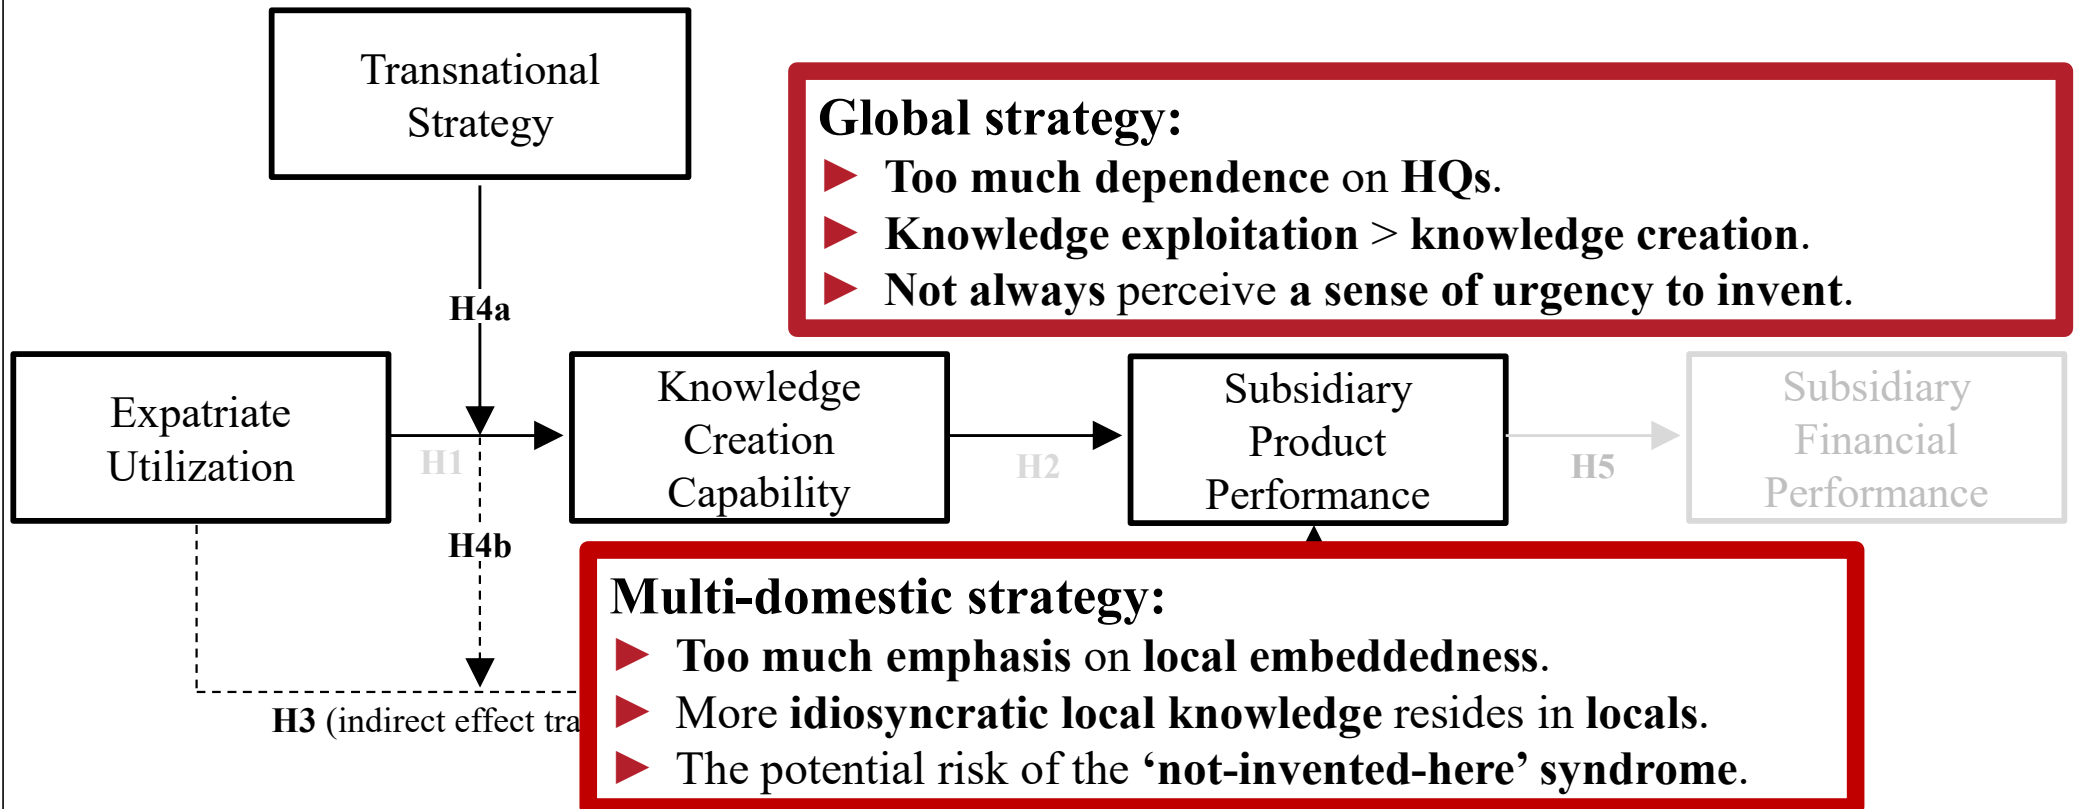 Transnational
Strategy
Global strategy:
► Too much dependence on HQs.
► Knowledge exploitation > knowledge creation.
► Not always perceive a sense of urgency to invent.
H4a
Expatriate
Utilization
H1
Knowledge
Creation
Capability
H2
Subsidiary
Product
Performance
H5
Subsidiary
Financial
Performance
H4b
H3 (indirect effect
Multi-domestic strategy:
► Too much emphasis on local embeddedness.
► More idiosyncratic local knowledge resides in locals.
► The potential risk of the ‘not-invented-here’ syndrome.